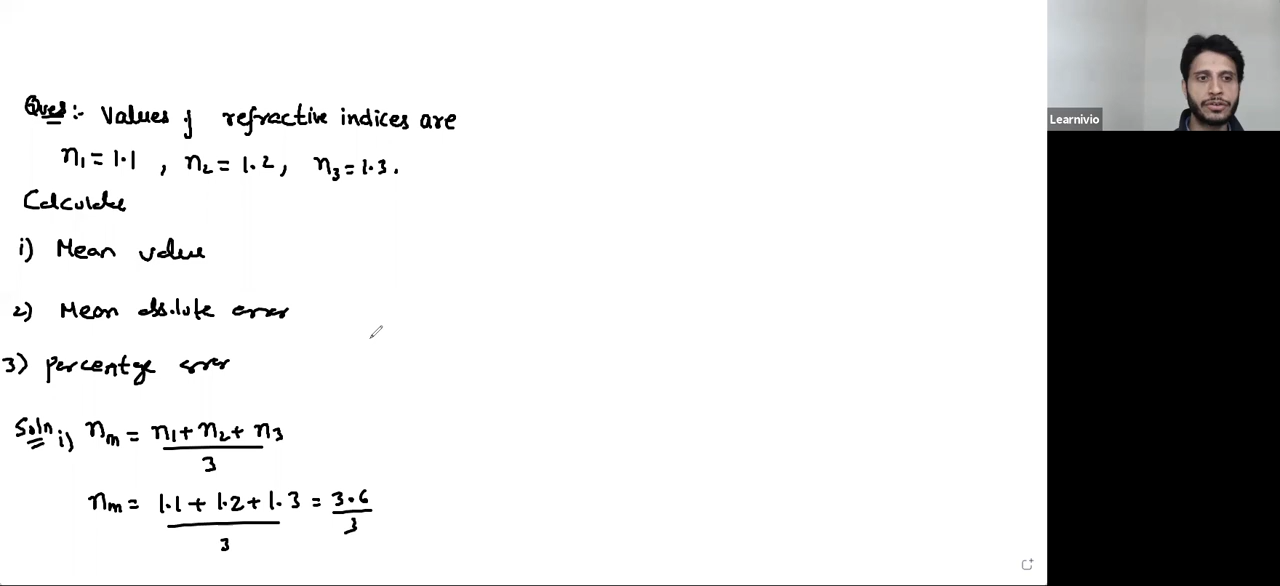 Ques:- Values of refractive indices are
n₁ = 1.1 , n₂ = 1.2, n₃ = 1.3.
Calculate
i) Mean value
2) Mean absolute error
3) percentge error
Soln i) nₘ = n₁ + n₂ + n₃ / 3
nₘ = 1.1 + 1.2 + 1.3 / 3 = 3.6 / 3
Learnivio